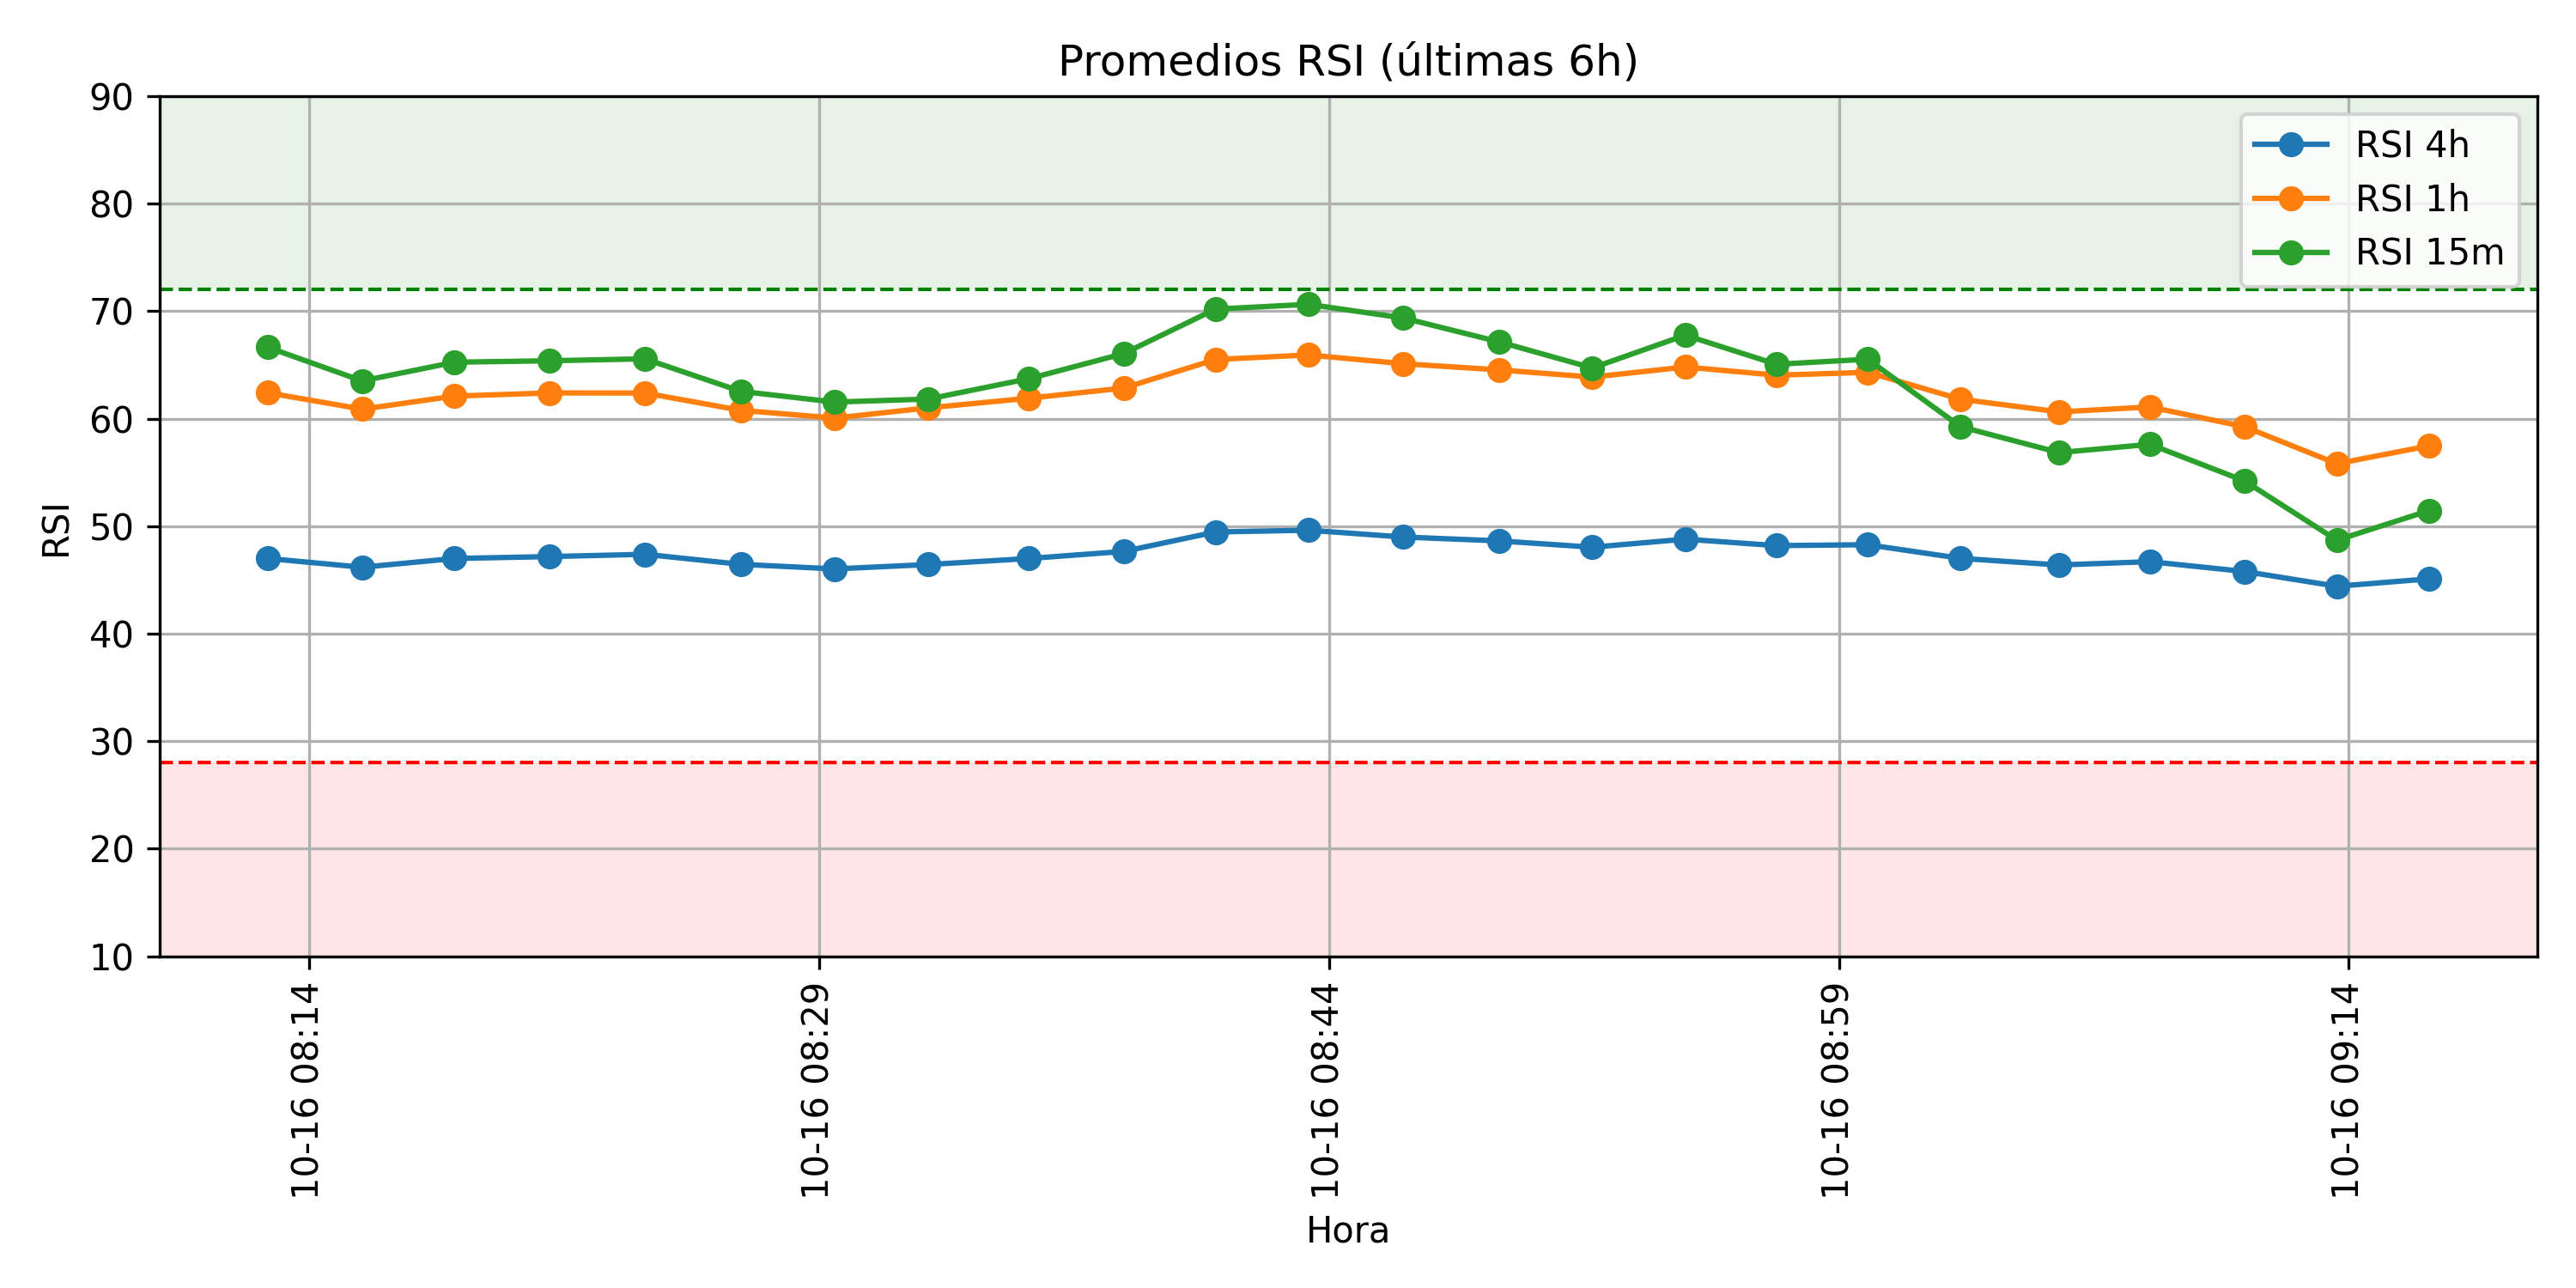 Promedios RSI (últimas 6h)
90
80
70
60
50
40
30
20
10
RSI
RSI 4h
RSI 1h
RSI 15m
10-16 08:14
10-16 08:29
10-16 08:44
10-16 08:59
10-16 09:14
Hora